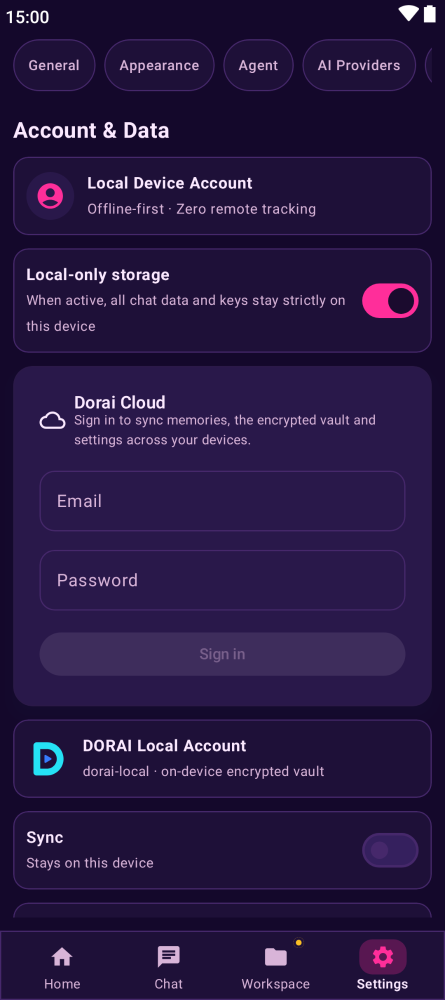 15:00
General
Appearance
Agent
AI Providers
Account & Data
Local Device Account
Offline-first · Zero remote tracking
Local-only storage
When active, all chat data and keys stay strictly on
this device
Dorai Cloud
Sign in to sync memories, the encrypted vault and
settings across your devices.
Email
Password
Sign in
DORAI Local Account
dorai-local · on-device encrypted vault
Sync
Stays on this device
Home
Chat
Workspace
Settings